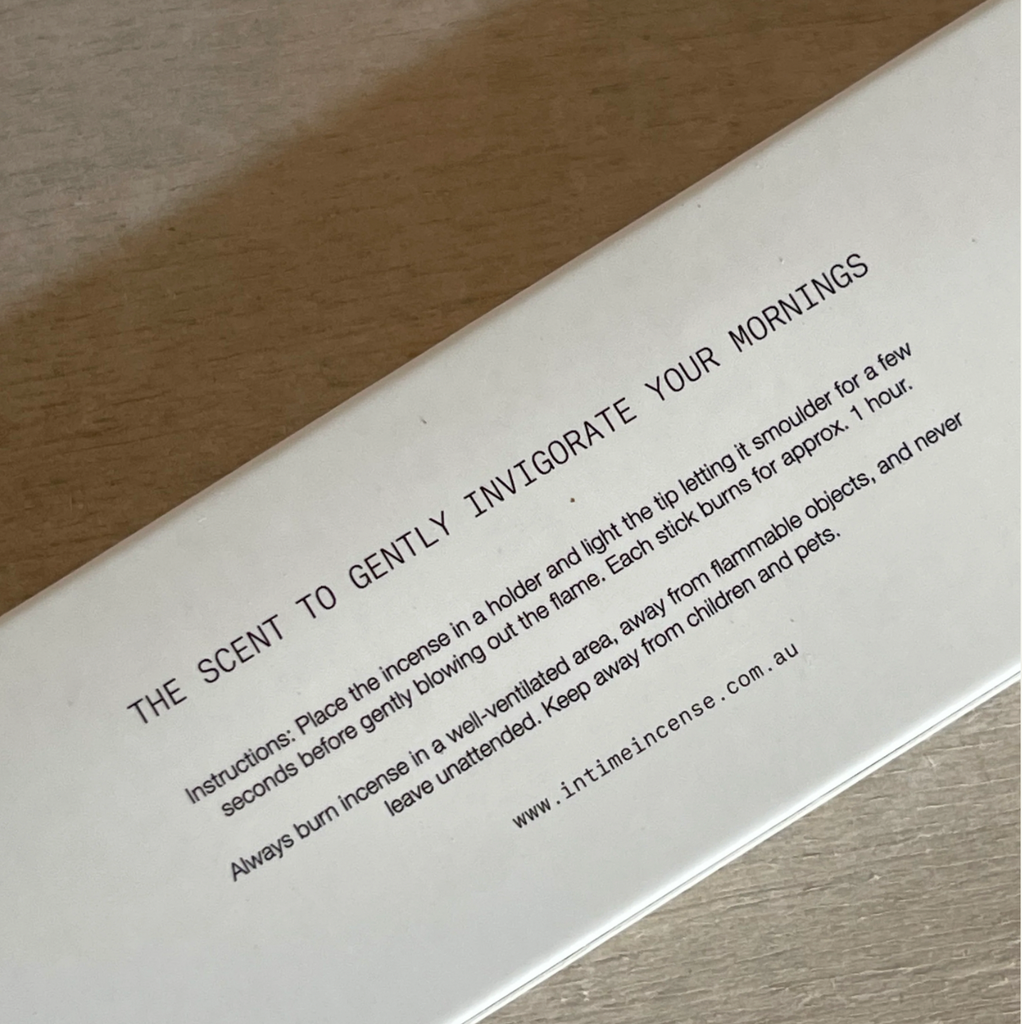 THE SCENT TO GENTLY INVIGORATE YOUR MORNINGS
Instructions: Place the incense in a holder and light the tip letting it smoulder for a few
seconds before gently blowing out the flame. Each stick burns for approx. 1 hour.
Always burn incense in a well-ventilated area, away from flammable objects, and never
leave unattended. Keep away from children and pets.
www.intimeincense.com.au